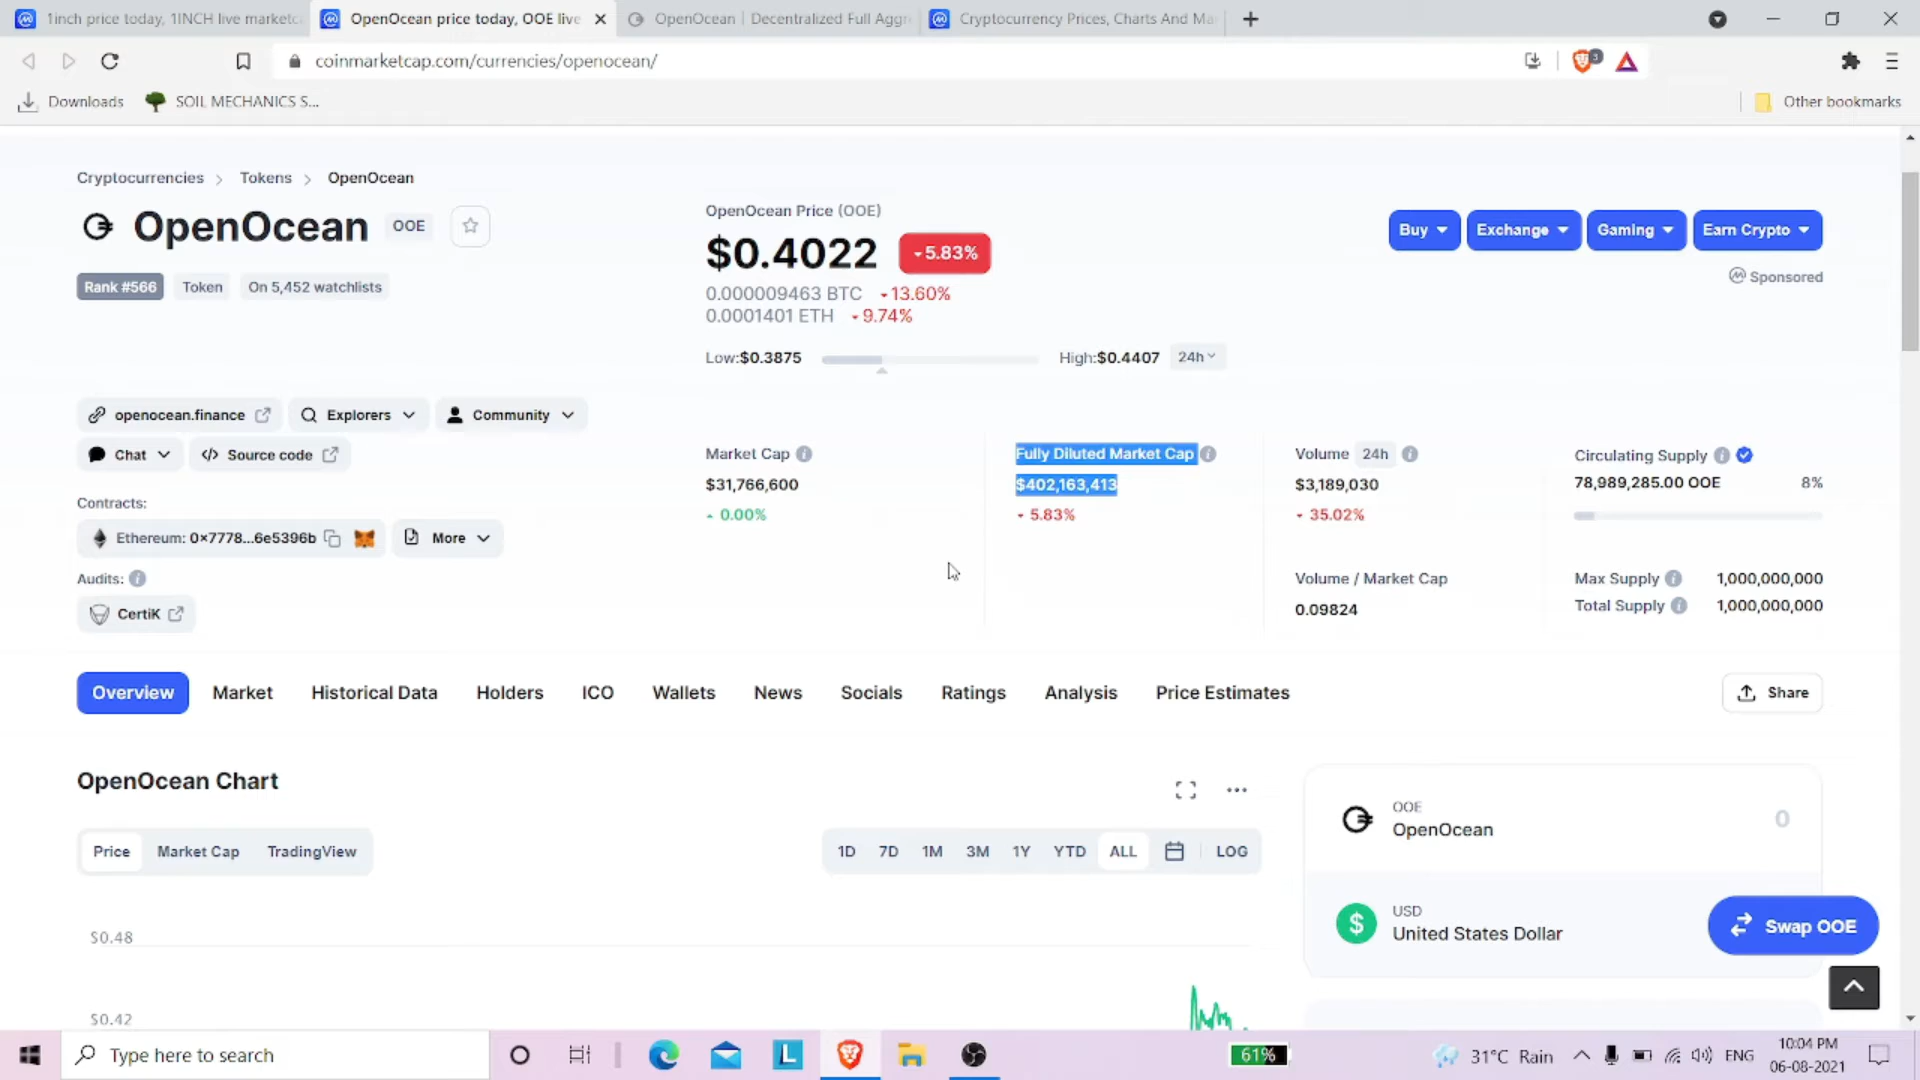 1inch price today, 1INCH live marketc
OpenOcean price today, OOE live
OpenOcean | Decentralized Full Aggr
Cryptocurrency Prices, Charts And Ma
coinmarketcap.com/currencies/openocean/
3
Downloads
SOIL MECHANICS S...
Other bookmarks
Cryptocurrencies > Tokens > OpenOcean
OpenOcean OOE
Rank #566 Token On 5,452 watchlists
OpenOcean Price (OOE)
$0.4022 5.83%
0.000009463 BTC 13.60%
0.0001401 ETH 9.74%
Low:$0.3875 High:$0.4407 24h
Buy Exchange Gaming Earn Crypto
Sponsored
openocean.finance Explorers Community
Chat Source code
Contracts:
Ethereum: 0x7778...6e5396b More
Audits:
CertiK
Market Cap
$31,766,600
0.00%
Fully Diluted Market Cap
$402,163,413
5.83%
Volume 24h
$3,189,030
35.02%
Volume / Market Cap
0.09824
Circulating Supply
78,989,285.00 OOE 8%
Max Supply 1,000,000,000
Total Supply 1,000,000,000
Overview Market Historical Data Holders ICO Wallets News Socials Ratings Analysis Price Estimates Share
OpenOcean Chart
Price Market Cap TradingView
1D 7D 1M 3M 1Y YTD ALL LOG
$0.48
$0.42
OOE
OpenOcean 0
USD
United States Dollar
Swap OOE
Type here to search
L
61%
31°C Rain
ENG
10:04 PM
06-08-2021